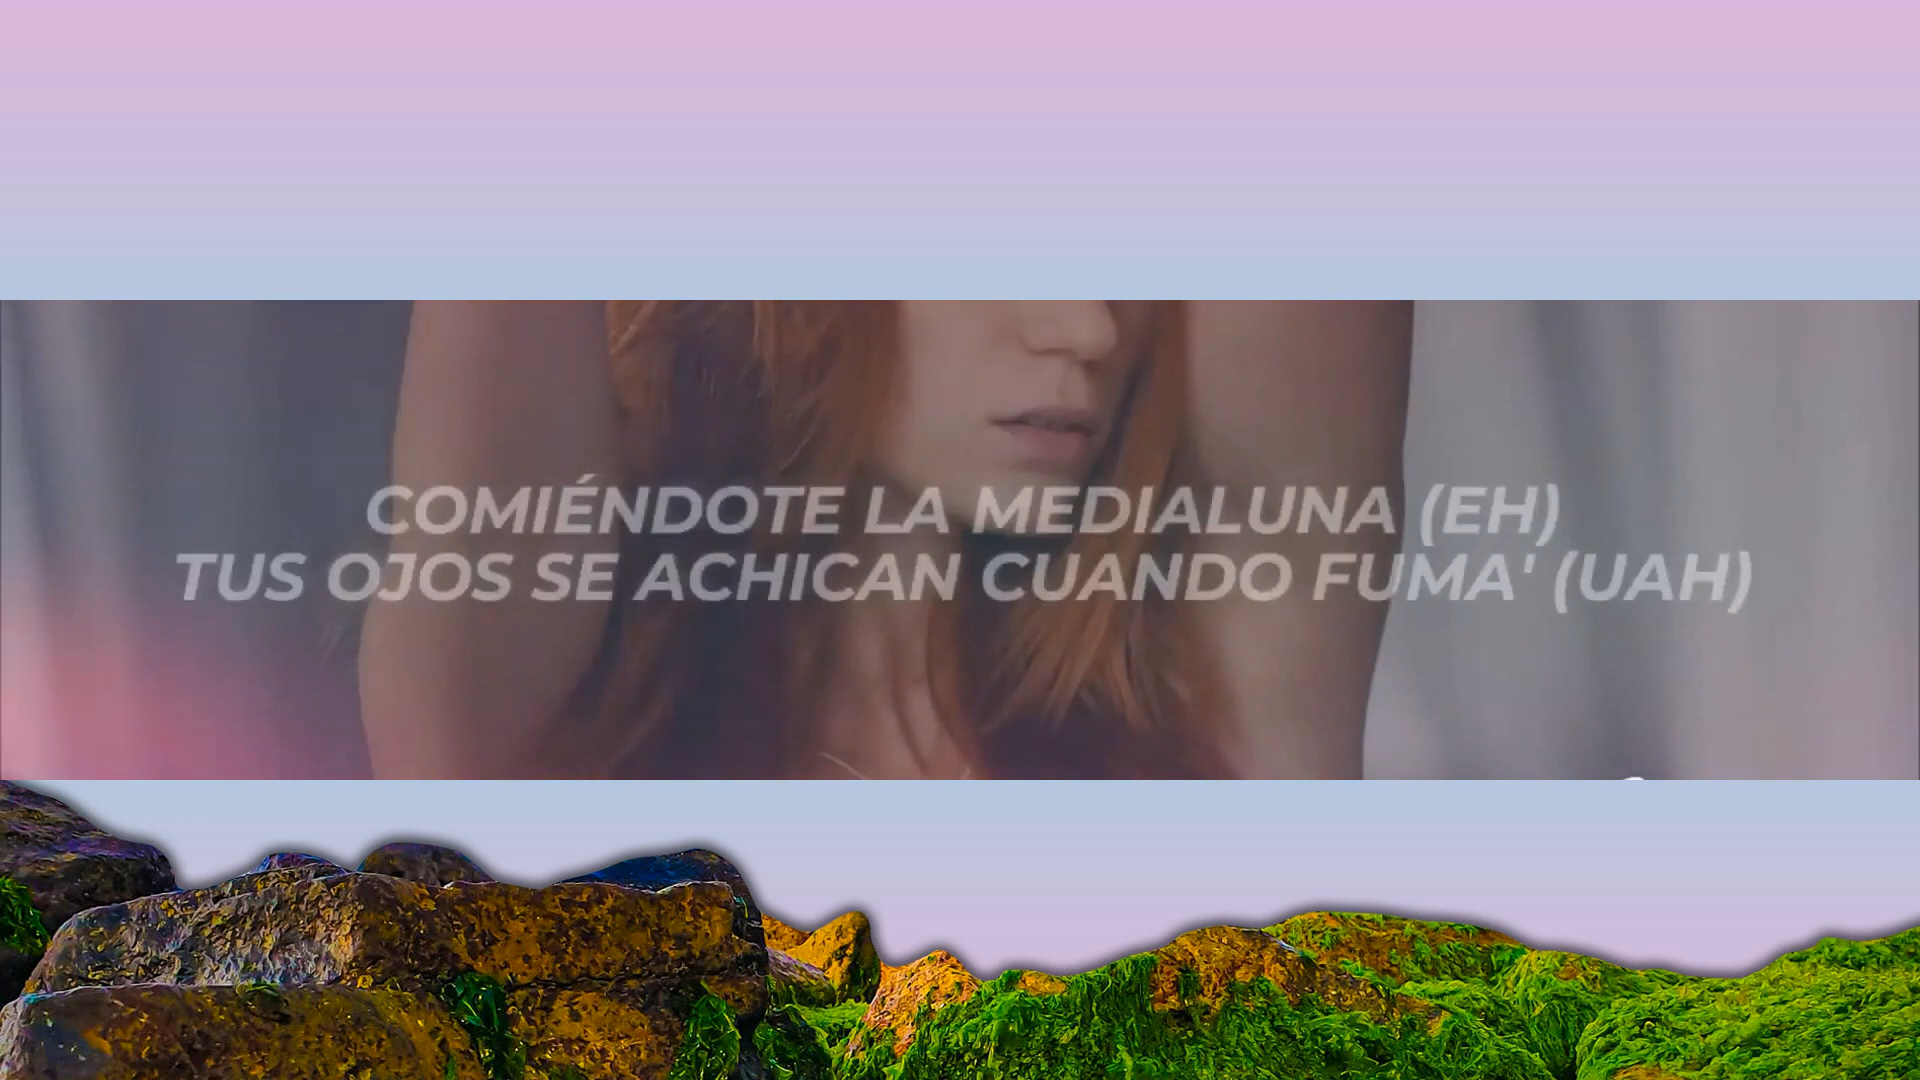 COMIÉNDOTE LA MEDIALUNA (EH)
TUS OJOS SE ACHICAN CUANDO FUMA' (UAH)